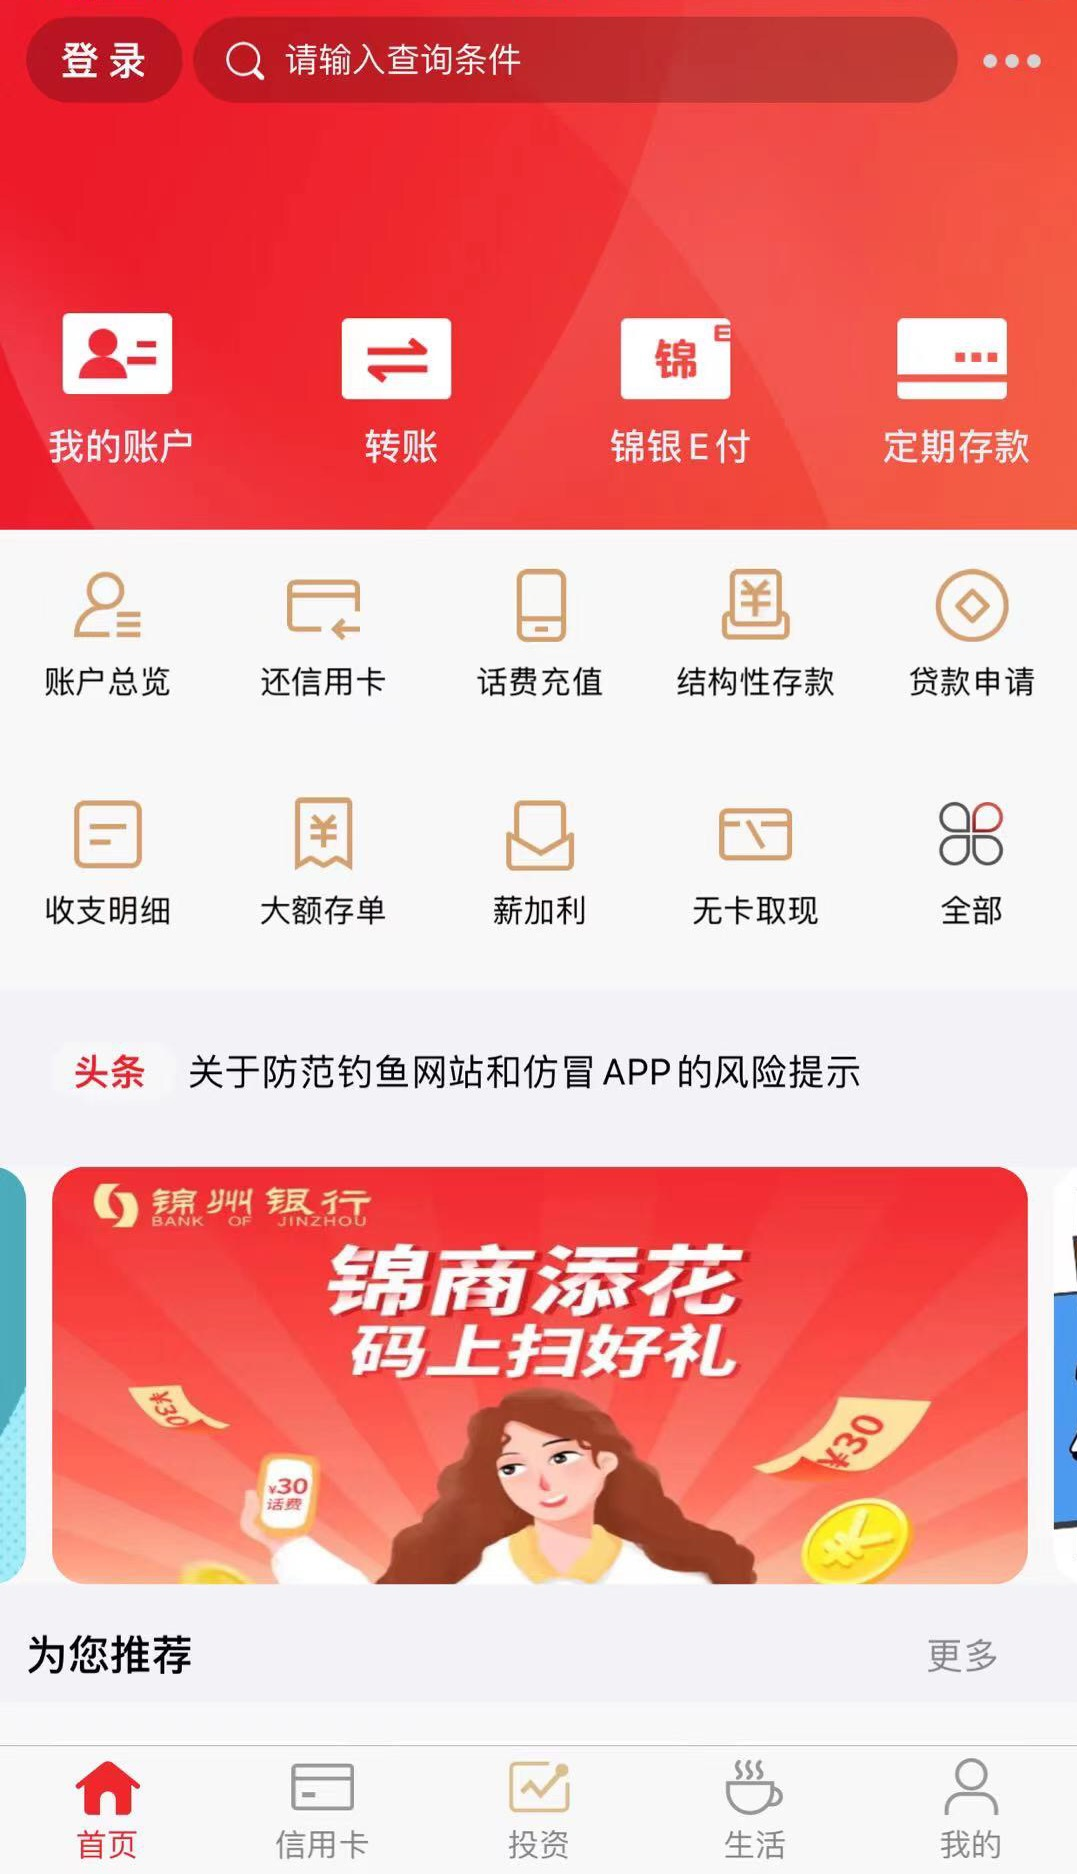 登录
请输入查询条件
我的账户
转账
锦
E
锦银E付
定期存款
账户总览
还信用卡
话费充值
结构性存款
贷款申请
收支明细
大额存单
薪加利
无卡取现
全部
头条
关于防范钓鱼网站和仿冒APP的风险提示
锦州银行
BANK OF JINZHOU
锦商添花
码上扫好礼
¥30
¥30
¥30
话费
为您推荐
更多
首页
信用卡
投资
生活
我的